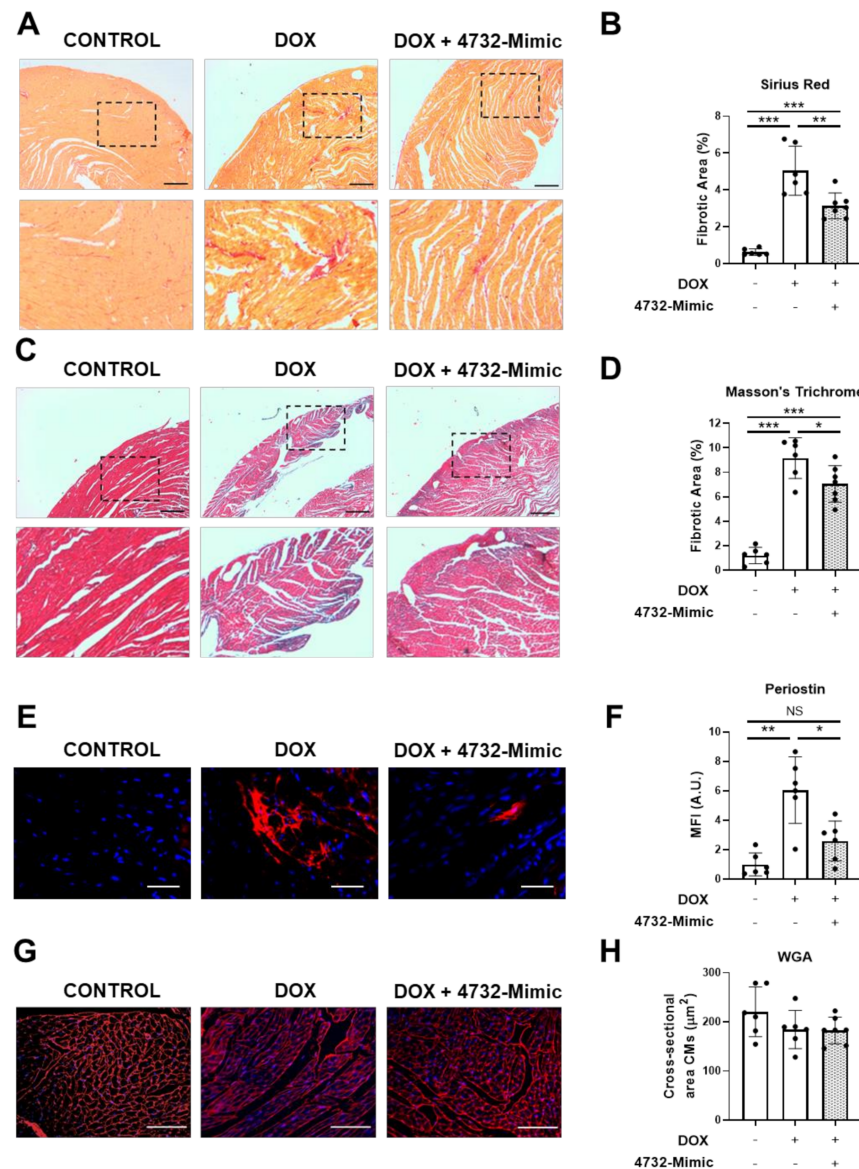 A
CONTROL
DOX
DOX + 4732-Mimic
B
Sirius Red
***
*** **
Fibrotic Area (%)
8
6
4
2
0
DOX - + +
4732-Mimic - - +
C
CONTROL
DOX
DOX + 4732-Mimic
D
Masson's Trichrome
***
*** *
Fibrotic Area (%)
12
10
8
6
4
2
0
DOX - + +
4732-Mimic - - +
E
CONTROL
DOX
DOX + 4732-Mimic
F
Periostin
NS
** *
MFI (A.U.)
10
8
6
4
2
0
DOX - + +
4732-Mimic - - +
G
CONTROL
DOX
DOX + 4732-Mimic
H
WGA
Cross-sectional
area CMs (µm²)
300
200
100
0
DOX - + +
4732-Mimic - - +